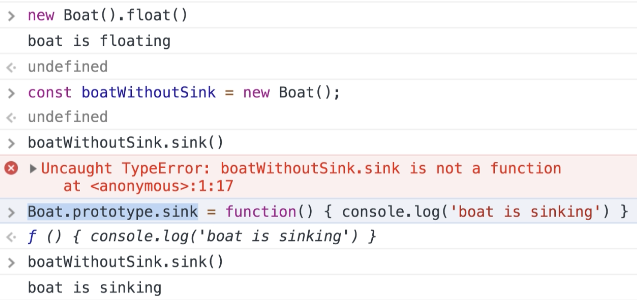 > new Boat().float()
boat is floating
<· undefined
> const boatWithoutSink = new Boat();
<· undefined
> boatWithoutSink.sink()
▶Uncaught TypeError: boatWithoutSink.sink is not a function
at <anonymous>:1:17
> Boat.prototype.sink = function() { console.log('boat is sinking') }
<· ƒ () { console.log('boat is sinking') }
> boatWithoutSink.sink()
boat is sinking